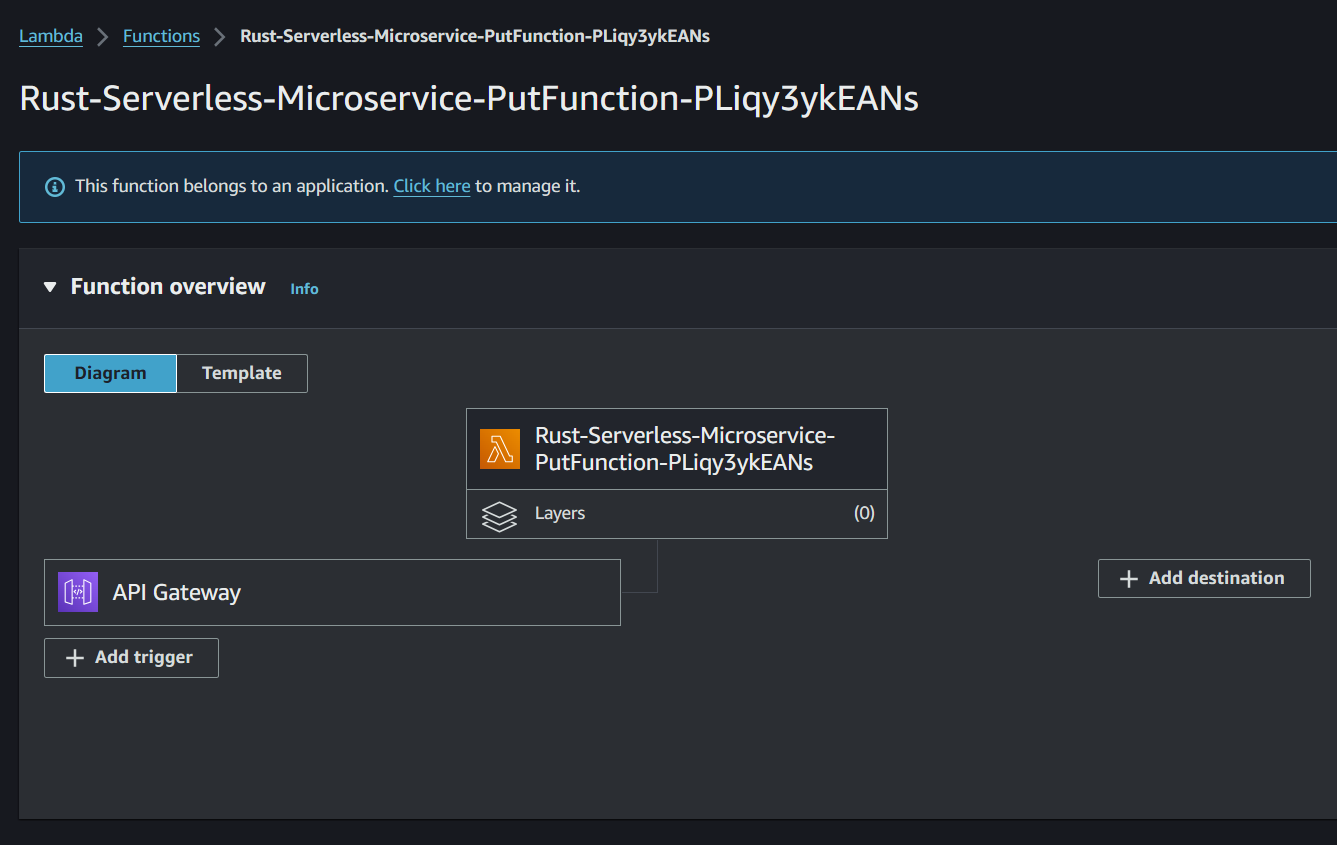 Lambda > Functions > Rust-Serverless-Microservice-PutFunction-PLiqy3ykEANs
Rust-Serverless-Microservice-PutFunction-PLiqy3ykEANs
This function belongs to an application. Click here to manage it.
Function overview Info
Diagram Template
Rust-Serverless-Microservice-
PutFunction-PLiqy3ykEANs
Layers (0)
API Gateway
+ Add destination
+ Add trigger